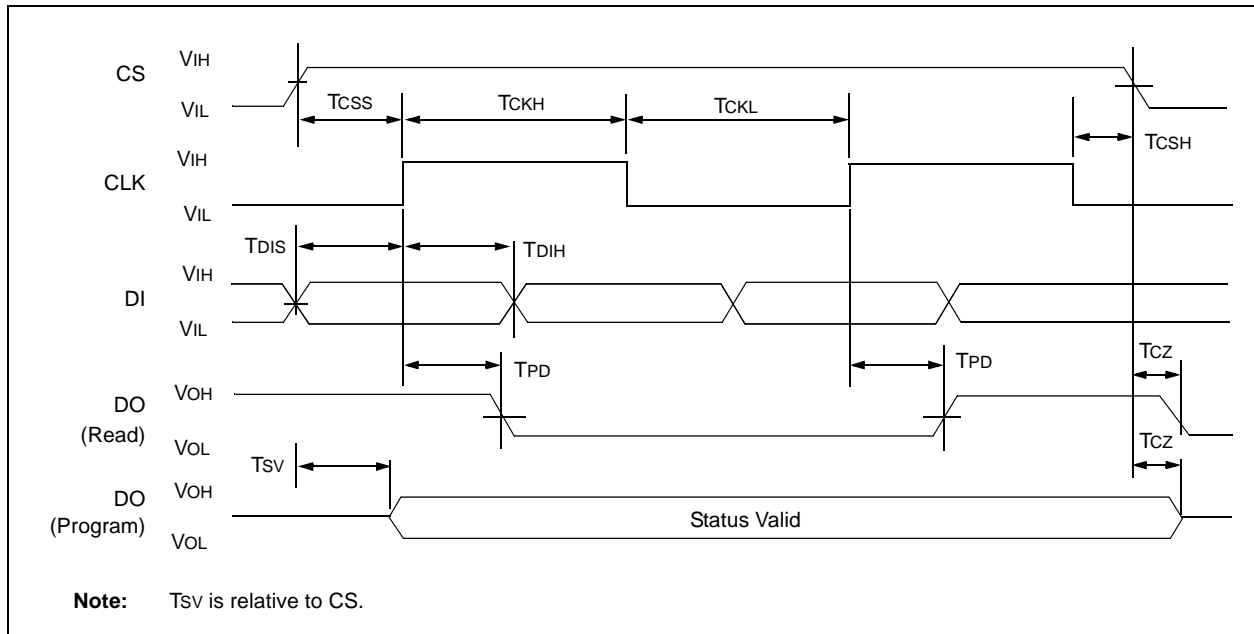 CS
VIH
VIL
TCSS
TCKH
TCKL
TCSH
CLK
VIH
VIL
TDIS
TDIH
DI
VIH
VIL
TPD
TPD
TCZ
DO
(Read)
VOH
VOL
TCZ
TSV
DO
(Program)
VOH
VOL
Status Valid
Note: TSV is relative to CS.